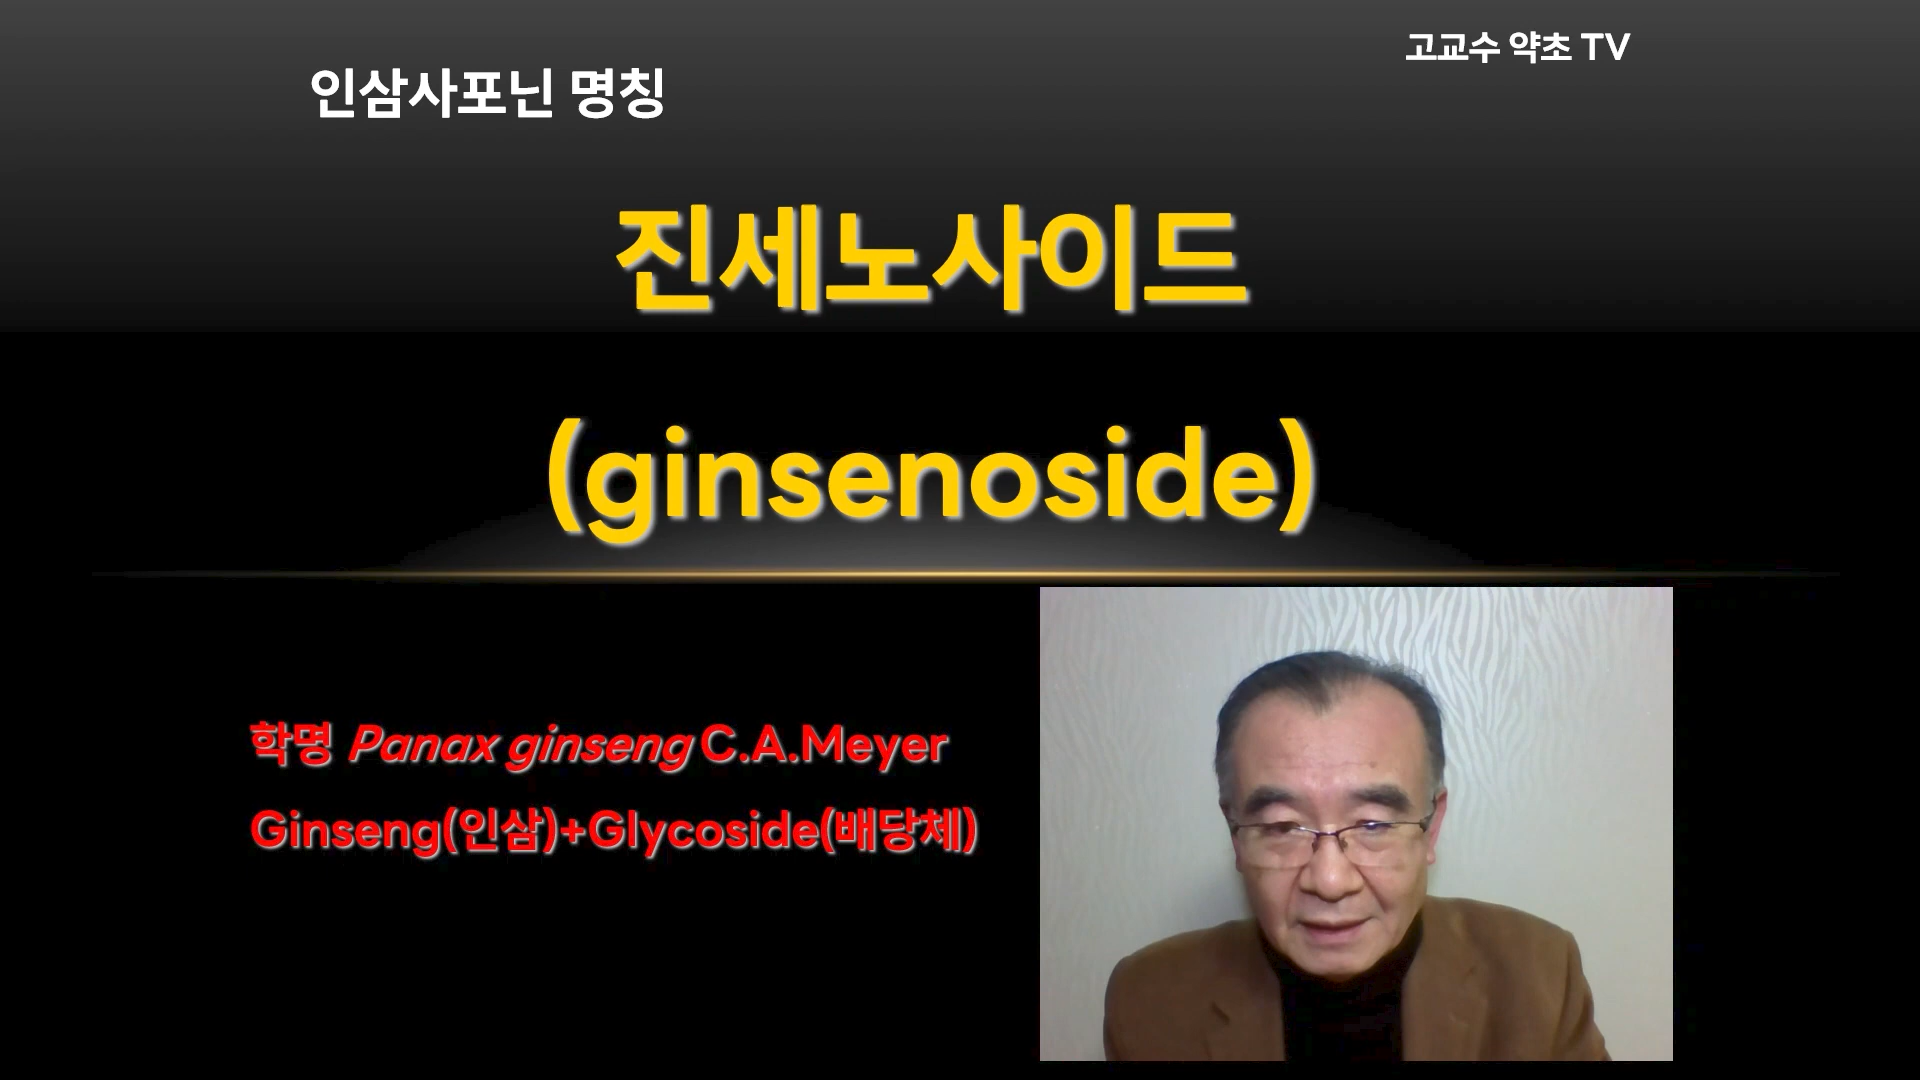 고교수 약초 TV
인삼사포닌 명칭
진세노사이드
(ginsenoside)
학명 Panax ginseng C.A.Meyer
Ginseng(인삼)+Glycoside(배당체)